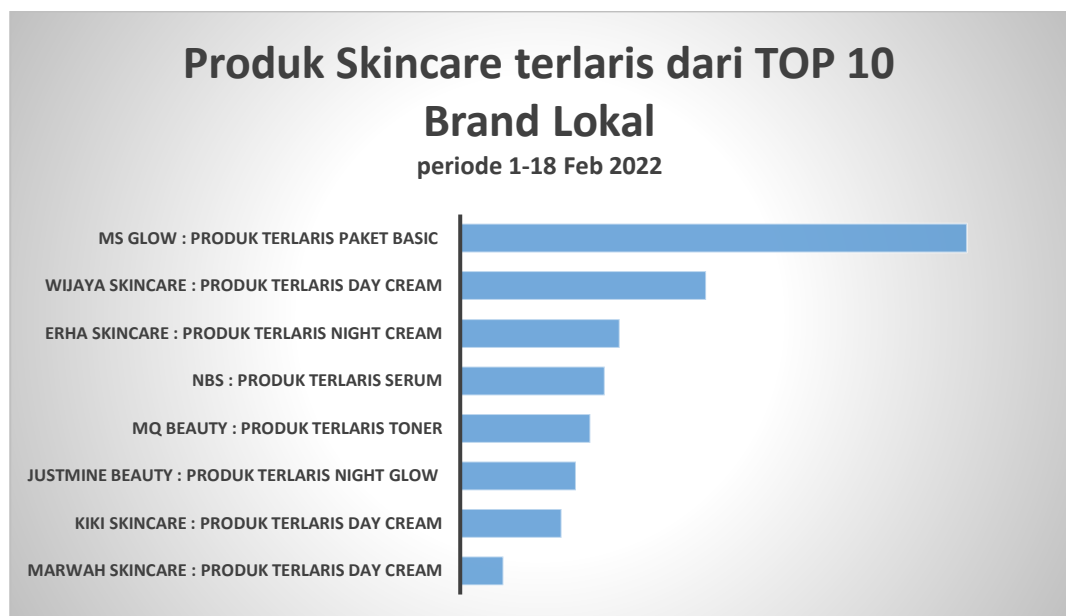 Produk Skincare terlaris dari TOP 10
Brand Lokal
periode 1-18 Feb 2022
MS GLOW : PRODUK TERLARIS PAKET BASIC
WIJAYA SKINCARE : PRODUK TERLARIS DAY CREAM
ERHA SKINCARE : PRODUK TERLARIS NIGHT CREAM
NBS : PRODUK TERLARIS SERUM
MQ BEAUTY : PRODUK TERLARIS TONER
JUSTMINE BEAUTY : PRODUK TERLARIS NIGHT GLOW
KIKI SKINCARE : PRODUK TERLARIS DAY CREAM
MARWAH SKINCARE : PRODUK TERLARIS DAY CREAM